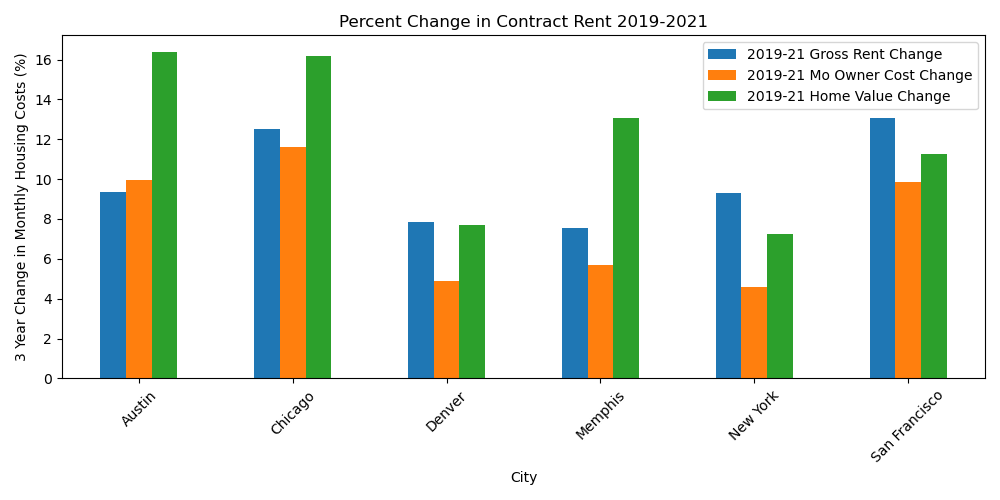 Percent Change in Contract Rent 2019-2021
2019-21 Gross Rent Change
2019-21 Mo Owner Cost Change
2019-21 Home Value Change
3 Year Change in Monthly Housing Costs (%)
16
14
12
10
8
6
4
2
0
Austin
Chicago
Denver
Memphis
New York
San Francisco
City